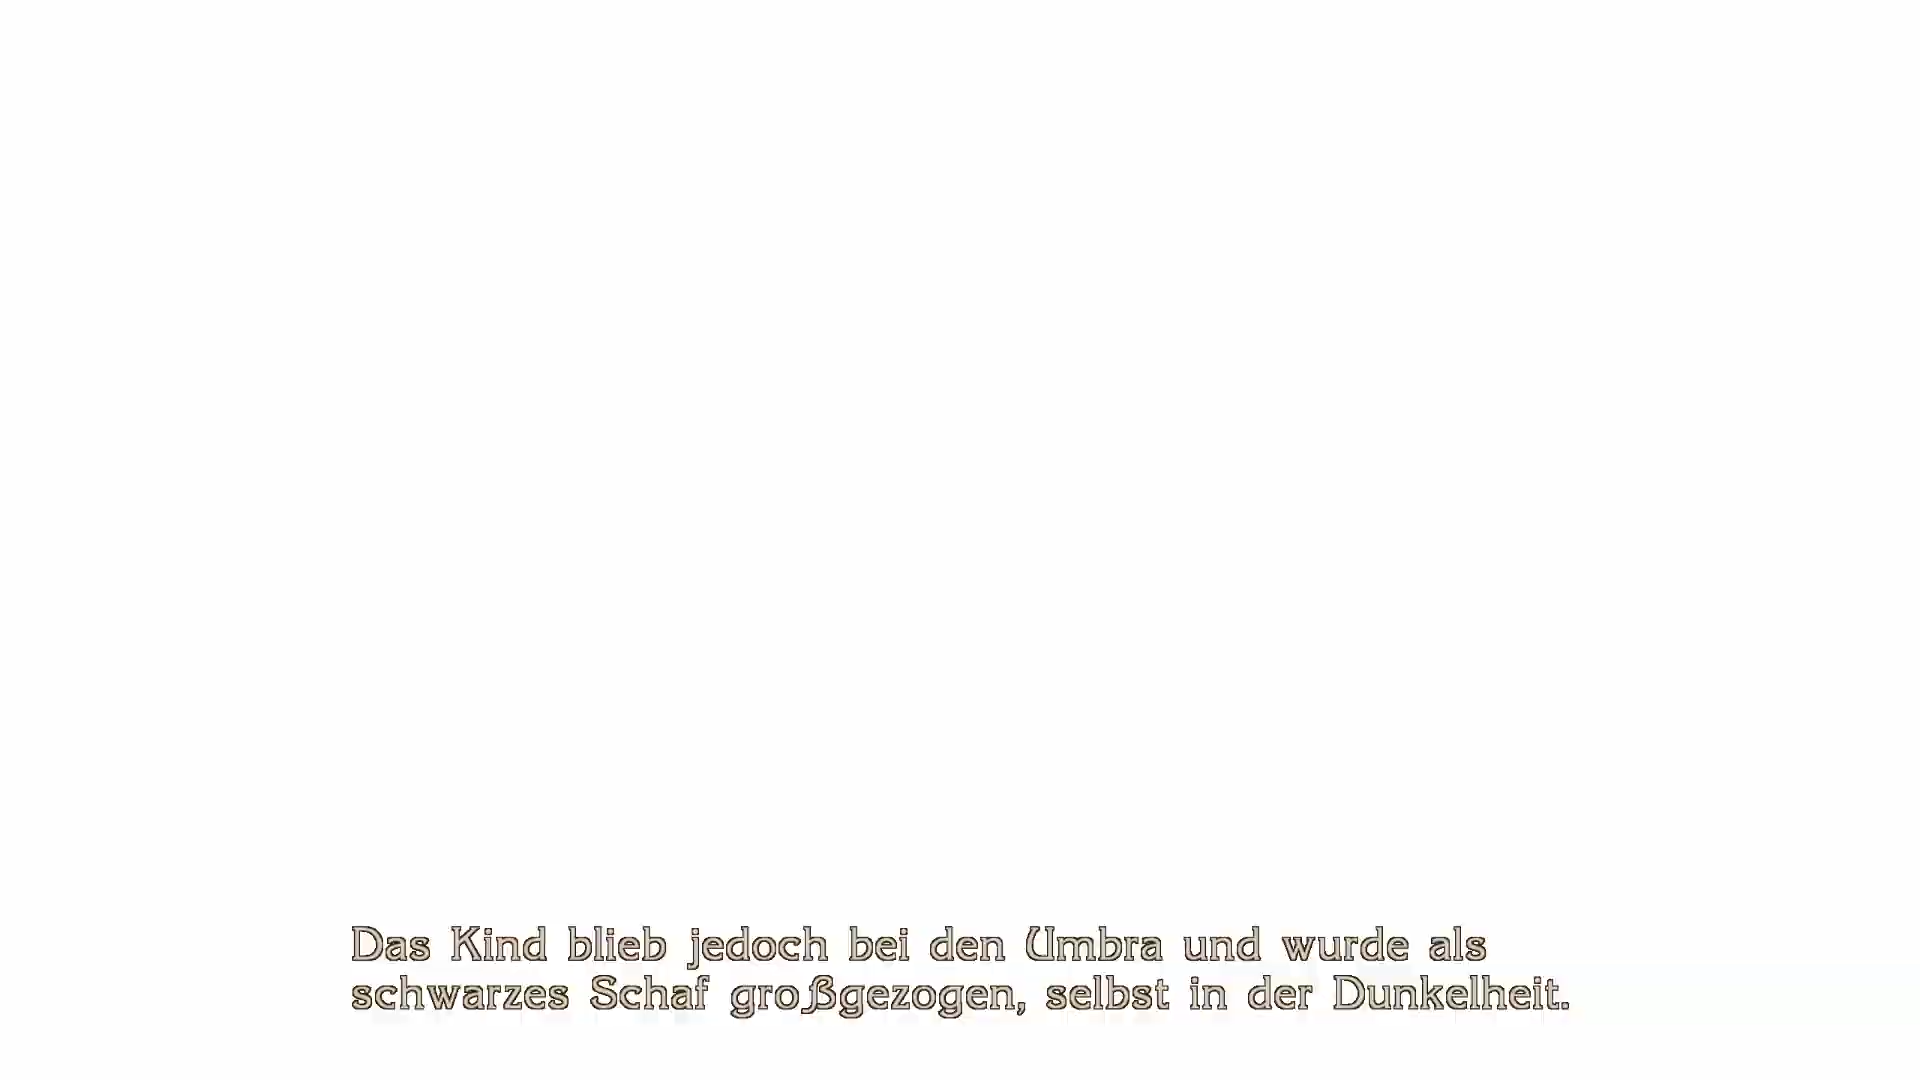 Das Kind blieb jedoch bei den Umbra und wurde als
schwarzes Schaf großgezogen, selbst in der Dunkelheit.